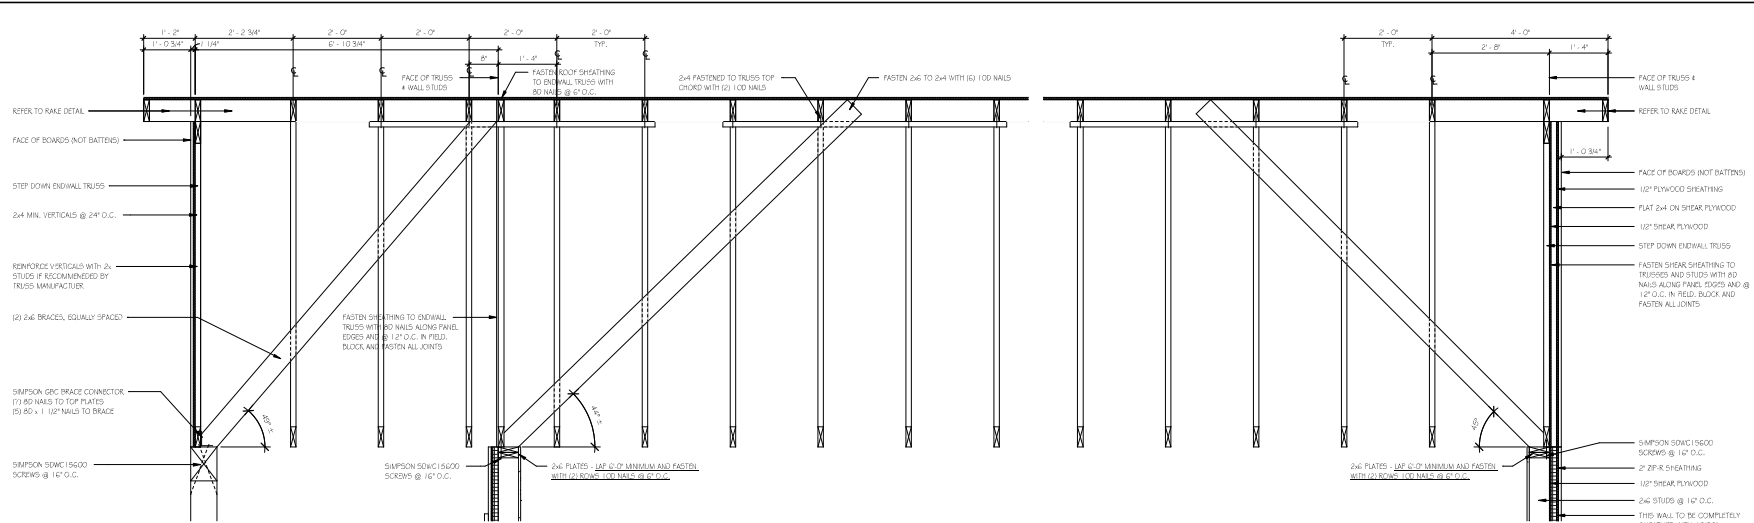 1' - 2"
2' - 2 3/4"
2' - 0"
2' - 0"
2' - 0"
2' - 0"
TYP.
1' - 0 3/4"
1 1/4"
6' - 10 3/4"
8"
1' - 4"
2' - 0"
TYP.
4' - 0"
2' - 8"
1' - 4"
REFER TO RAKE DETAIL
FACE OF BOARDS (NOT BATTENS)
STEP DOWN ENDWALL TRUSS
2x4 MIN. VERTICALS @ 24" O.C.
REINFORCE VERTICALS WITH 2x
STUDS IF RECOMMENEDED BY
TRUSS MANUFACTUER
(2) 2x6 BRACES, EQUALLY SPACED
SIMPSON GBC BRACE CONNECTOR
(7) 8D NAILS TO TOP PLATES
(5) 8D x 1 1/2" NAILS TO BRACE
SIMPSON SDWC15600
SCREWS @ 16" O.C.
49° ±
FACE OF TRUSS
& WALL STUDS
FASTEN ROOF SHEATHING
TO ENDWALL TRUSS WITH
8D NAILS @ 6" O.C.
FASTEN SHEATHING TO ENDWALL
TRUSS WITH 8D NAILS ALONG PANEL
EDGES AND @ 12" O.C. IN FIELD.
BLOCK AND FASTEN ALL JOINTS
SIMPSON SDWC15600
SCREWS @ 16" O.C.
44° ±
2x6 PLATES - LAP 6'-0" MINIMUM AND FASTEN
WITH (2) ROWS 10D NAILS @ 6" O.C.
2x4 FASTENED TO TRUSS TOP
CHORD WITH (2) 10D NAILS
FASTEN 2x6 TO 2x4 WITH (6) 10D NAILS
45°
2x6 PLATES - LAP 6'-0" MINIMUM AND FASTEN
WITH (2) ROWS 10D NAILS @ 6" O.C.
FACE OF TRUSS &
WALL STUDS
REFER TO RAKE DETAIL
1' - 0 3/4"
FACE OF BOARDS (NOT BATTENS)
1/2" PLYWOOD SHEATHING
FLAT 2x4 ON SHEAR PLYWOOD
1/2" SHEAR PLYWOOD
STEP DOWN ENDWALL TRUSS
FASTEN SHEAR SHEATHING TO
TRUSSES AND STUDS WITH 8D
NAILS ALONG PANEL EDGES AND @
12" O.C. IN FIELD. BLOCK AND
FASTEN ALL JOINTS
SIMPSON SDWC15600
SCREWS @ 16" O.C.
2" ZIP-R SHEATHING
1/2" SHEAR PLYWOOD
2x6 STUDS @ 16" O.C.
THIS WALL TO BE COMPLETELY